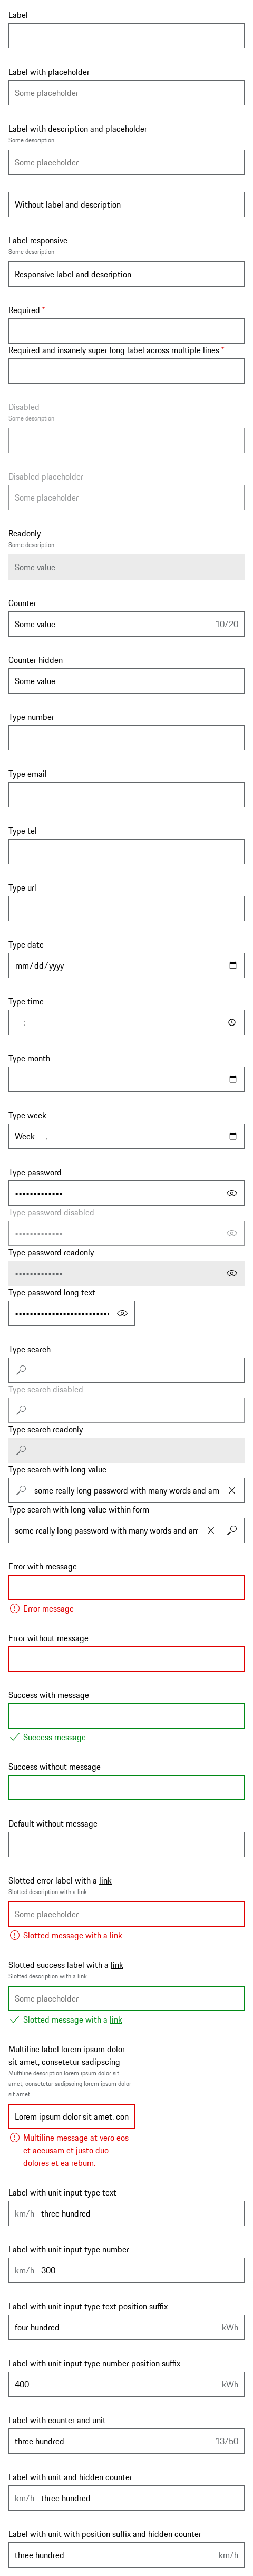 Label
Label with placeholder
Some placeholder
Label with description and placeholder
Some description
Some placeholder
Without label and description
Label responsive
Some description
Responsive label and description
Required *
Required and insanely super long label across multiple lines *
Disabled
Some description
Disabled placeholder
Some placeholder
Readonly
Some description
Some value
Counter
Some value 10/20
Counter hidden
Some value
Type number
Type email
Type tel
Type url
Type date
mm/dd/yyyy
Type time
--:-- --
Type month
--------- ----
Type week
Week --, ----
Type password
•••••••••••••
Type password disabled
•••••••••••••
Type password readonly
•••••••••••••
Type password long text
••••••••••••••••••••••••••
Type search
Type search disabled
Type search readonly
Type search with long value
some really long password with many words and am
Type search with long value within form
some really long password with many words and am
Error with message
Error message
Error without message
Success with message
Success message
Success without message
Default without message
Slotted error label with a link
Slotted description with a link
Some placeholder
Slotted message with a link
Slotted success label with a link
Slotted description with a link
Some placeholder
Slotted message with a link
Multiline label lorem ipsum dolor
sit amet, consetetur sadipscing
Multiline description lorem ipsum dolor sit
amet, consetetur sadipscing lorem ipsum dolor
sit amet
Lorem ipsum dolor sit amet, con
Multiline message at vero eos
et accusam et justo duo
dolores et ea rebum.
Label with unit input type text
km/h three hundred
Label with unit input type number
km/h 300
Label with unit input type text position suffix
four hundred kWh
Label with unit input type number position suffix
400 kWh
Label with counter and unit
three hundred 13/50
Label with unit and hidden counter
km/h three hundred
Label with unit with position suffix and hidden counter
three hundred km/h